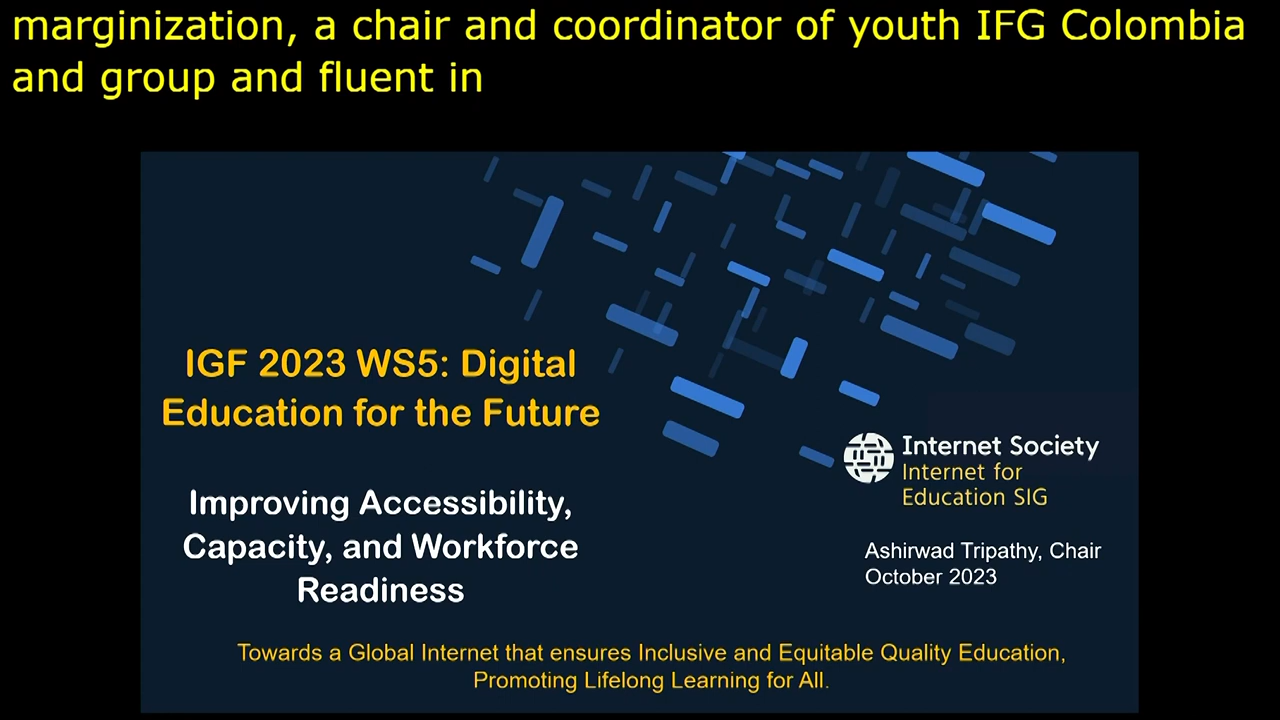 marginization, a chair and coordinator of youth IFG Colombia
and group and fluent in
IGF 2023 WS5: Digital
Education for the Future
Improving Accessibility,
Capacity, and Workforce
Readiness
Internet Society
Internet for
Education SIG
Ashirwad Tripathy, Chair
October 2023
Towards a Global Internet that ensures Inclusive and Equitable Quality Education,
Promoting Lifelong Learning for All.